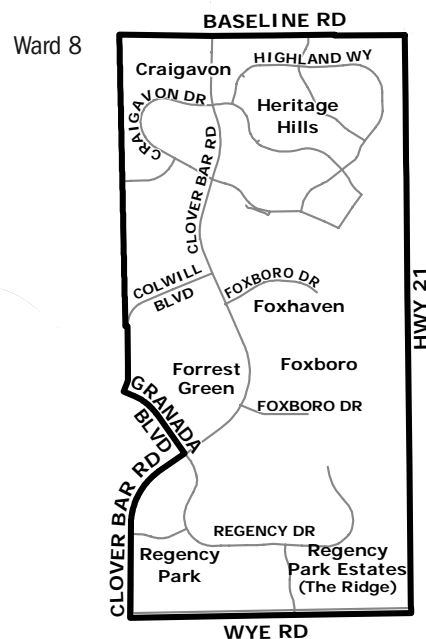 BASELINE RD
Ward 8
HIGHLAND WY
Craigavon
CRAIGAVON DR
Heritage
Hills
CRAIG
CLOVER BAR RD
COLWILL
BLVD
FOXBORO DR
Foxhaven
HWY 21
Forrest
Green
Foxboro
GRANADA
BLVD
FOXBORO DR
CLOVER BAR RD
REGENCY DR
Regency
Park
Regency
Park Estates
(The Ridge)
WYE RD